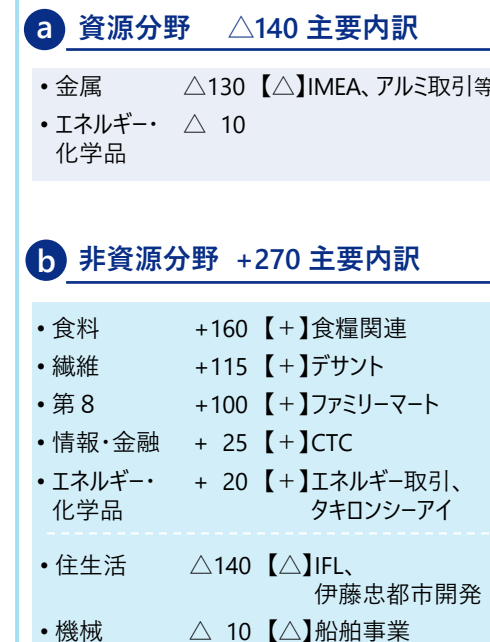 a 資源分野 △140 主要内訳
• 金属 △130 【△】IMEA、アルミ取引等
• エネルギー・ △ 10
化学品
b 非資源分野 +270 主要内訳
• 食料 +160 【+】食糧関連
• 繊維 +115 【+】デサント
• 第8 +100 【+】ファミリーマート
• 情報・金融 + 25 【+】CTC
• エネルギー・ + 20 【+】エネルギー取引、
化学品 タキロンシーアイ
• 住生活 △140 【△】IFL、
伊藤忠都市開発
• 機械 △ 10 【△】船舶事業